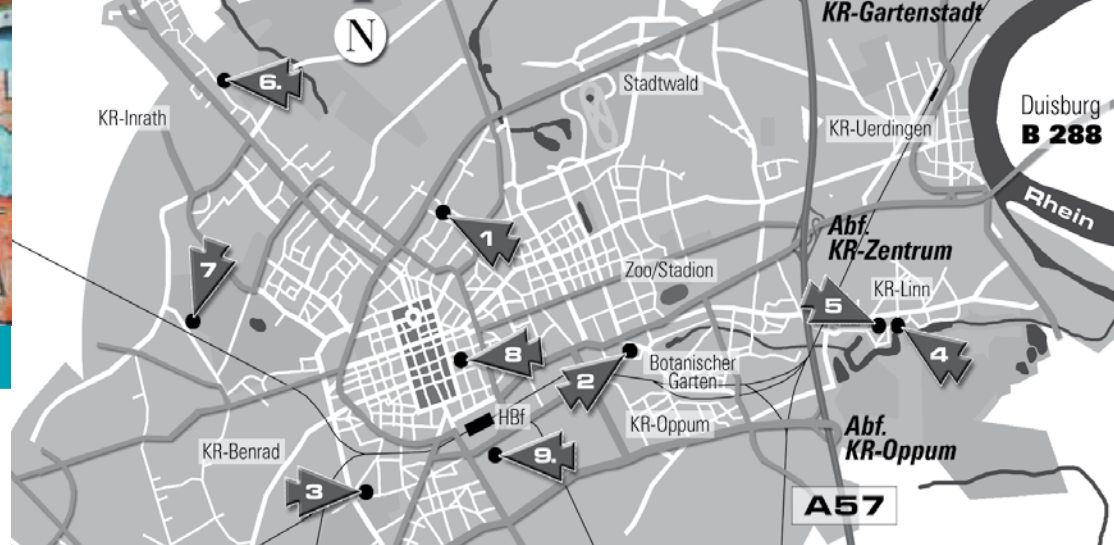 KR-Gartenstadt
N
6.
Stadtwald
KR-Inrath
Duisburg
B 288
KR-Uerdingen
Rhein
1
Abf.
KR-Zentrum
7
Zoo/Stadion
KR-Linn
5
8
4
2
Botanischer
Garten
HBf
KR-Oppum
Abf.
KR-Oppum
KR-Benrad
9.
3
A57